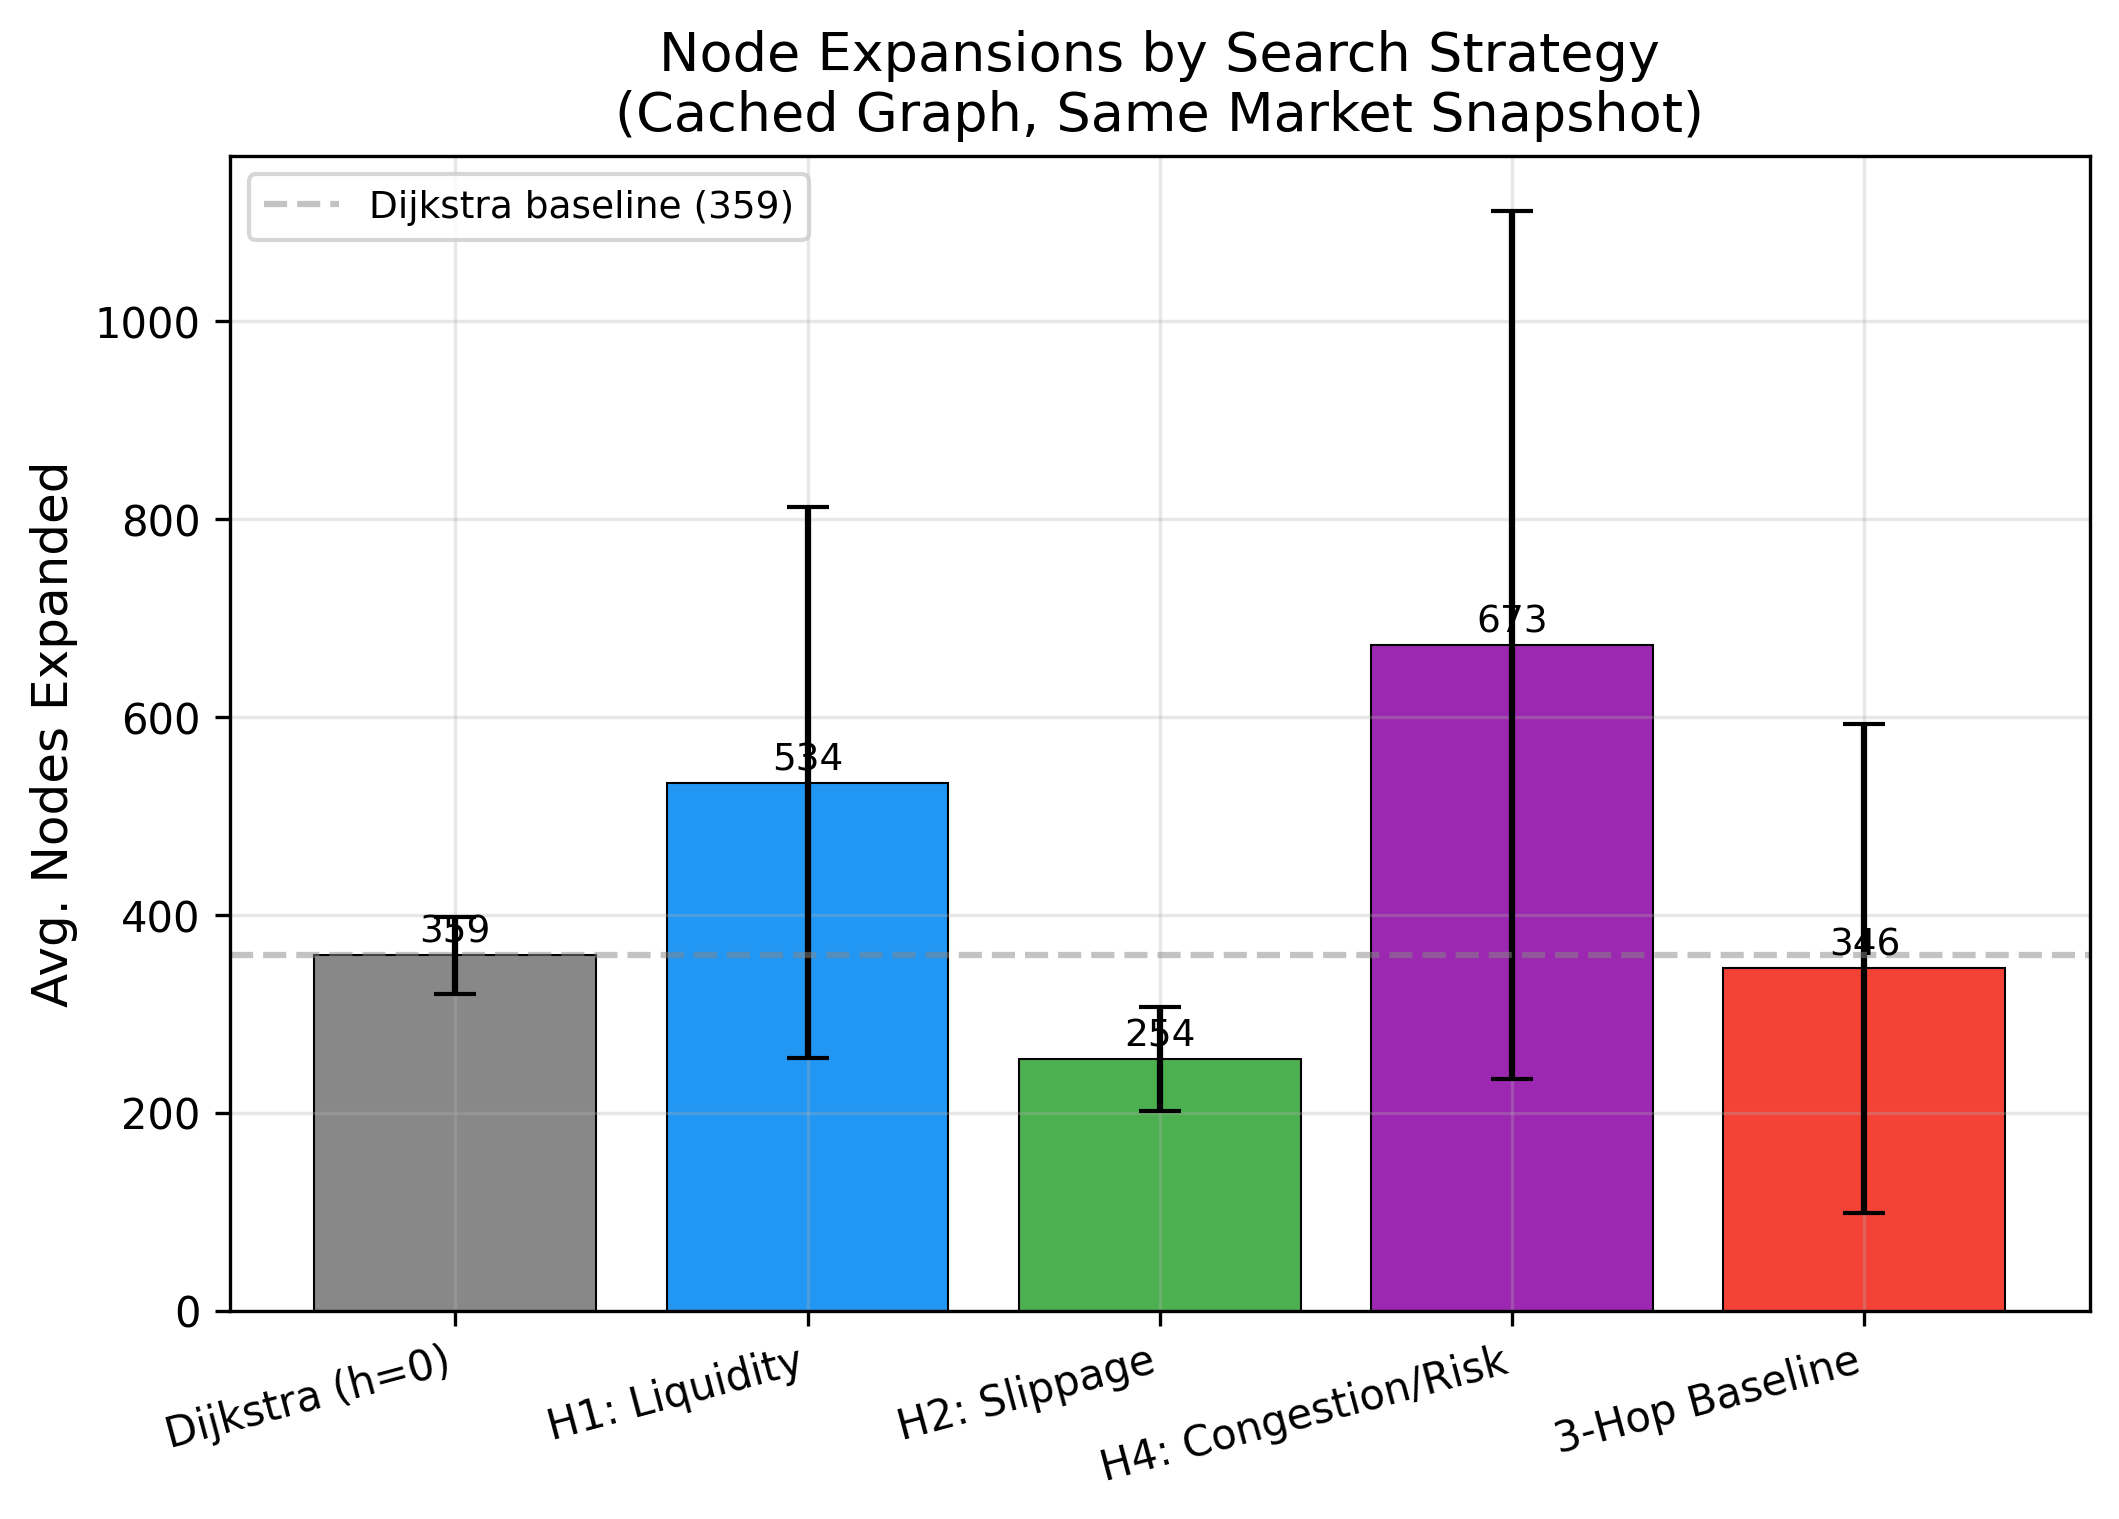 Node Expansions by Search Strategy
(Cached Graph, Same Market Snapshot)
Dijkstra baseline (359)
Avg. Nodes Expanded
1000
800
600
400
200
0
359
534
254
673
346
Dijkstra (h=0)
H1: Liquidity
H2: Slippage
H4: Congestion/Risk
3-Hop Baseline